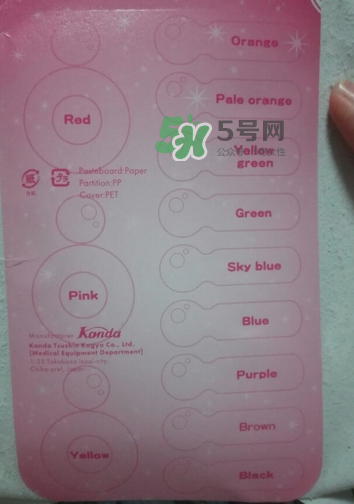 Orange
Pale orange
Red
5号网
Yellow
green
Pasteboard:Paper
Partition:PP
Cover:PET
Green
Sky blue
Pink
Blue
Manufacturer
Konda
Konda Tsushin Kogyo Co., Ltd.
(Medical Equipment Department)
Purple
Brown
Yellow
Black